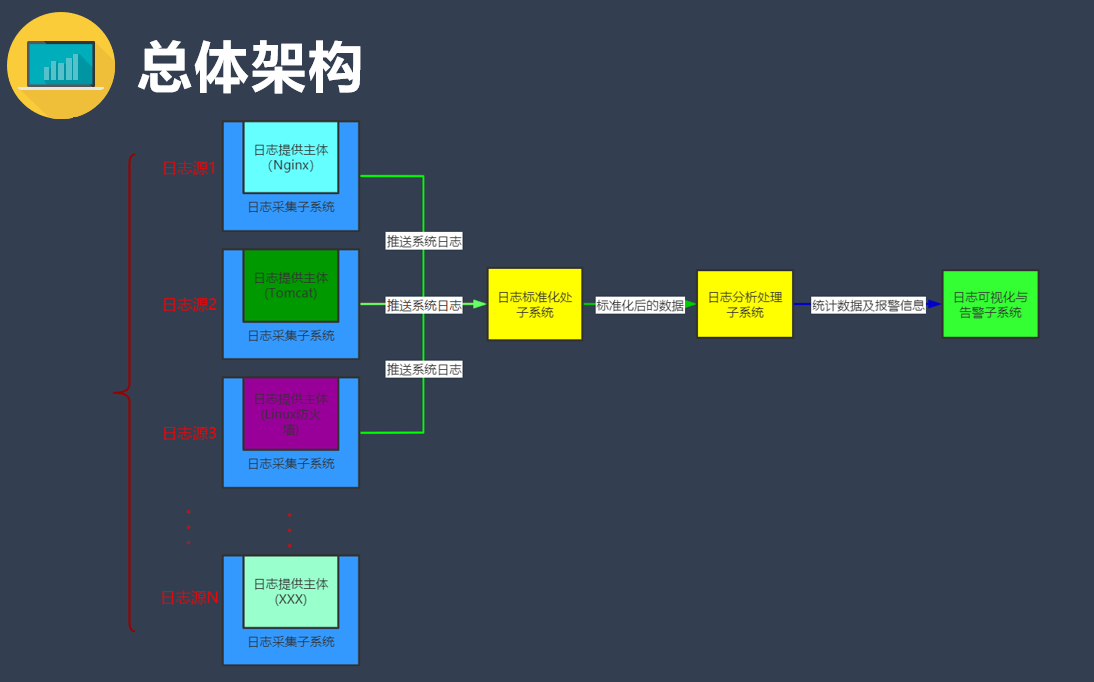 总体架构
日志源1
日志提供主体
（Nginx）
日志采集子系统
推送系统日志
日志源2
日志提供主体
(Tomcat)
日志采集子系统
推送系统日志
日志标准化处
子系统
标准化后的数据
日志分析处理
子系统
统计数据及报警信息
日志可视化与
告警子系统
推送系统日志
日志源3
日志提供主体
(Linux防火
墙)
日志采集子系统
日志源N
日志提供主体
(XXX)
日志采集子系统